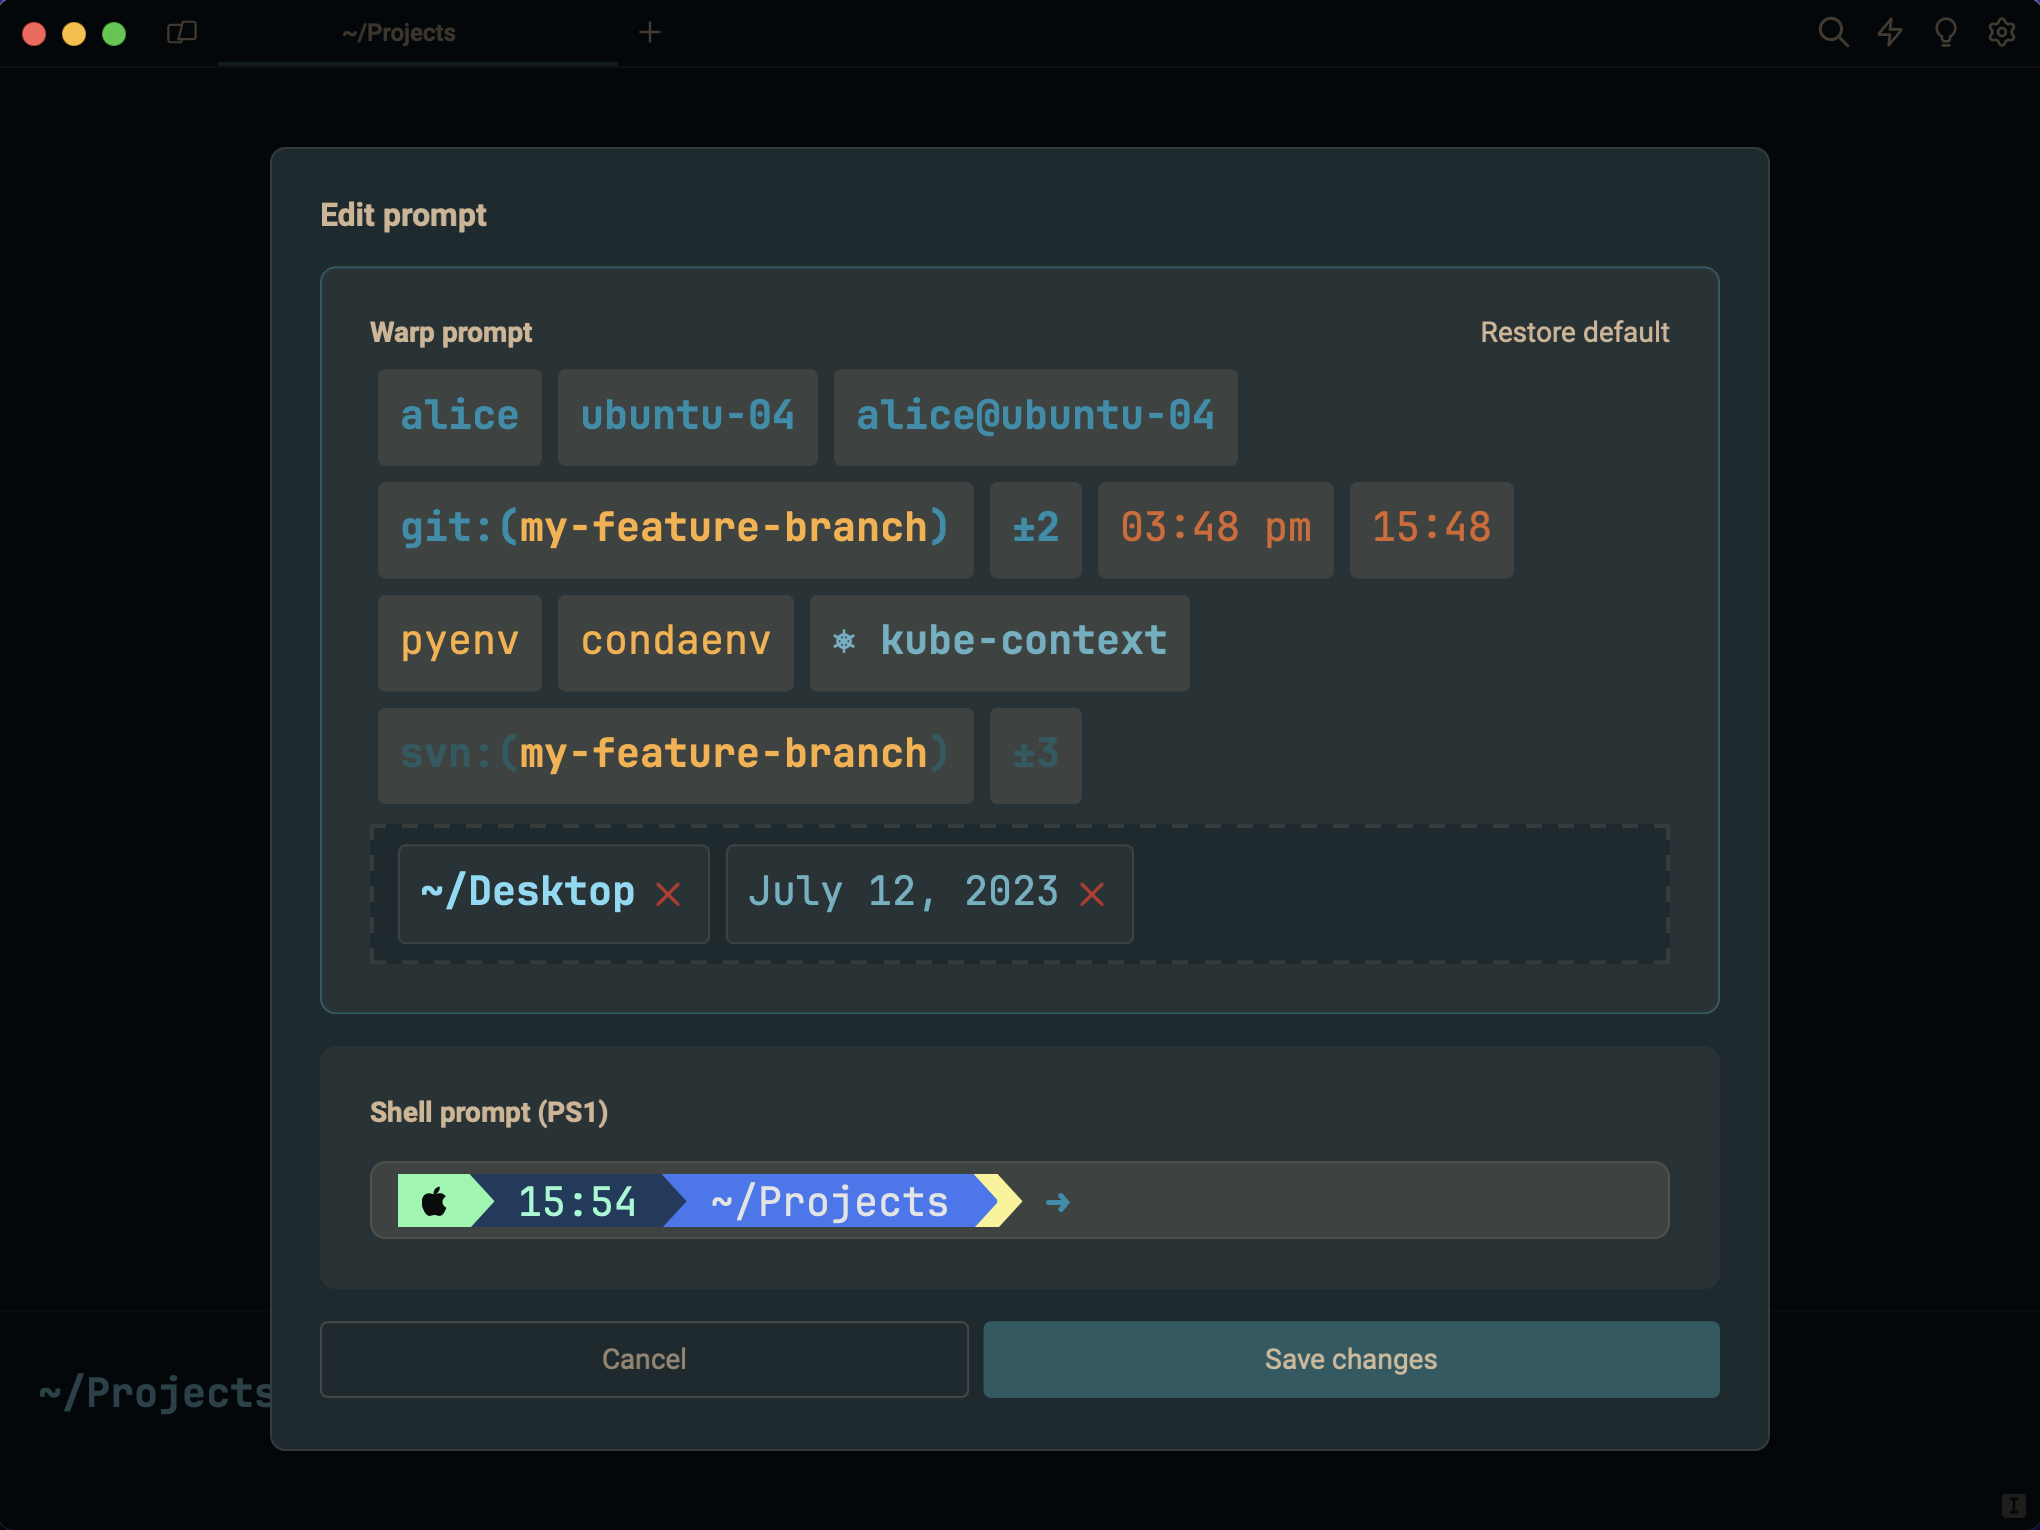 ~/Projects
Edit prompt
Warp prompt Restore default
alice ubuntu-04 alice@ubuntu-04
git:(my-feature-branch) ±2 03:48 pm 15:48
pyenv condaenv ⎈ kube-context
svn:(my-feature-branch) ±3
~/Desktop July 12, 2023
Shell prompt (PS1)
15:54 ~/Projects ➜
Cancel Save changes
~/Projects